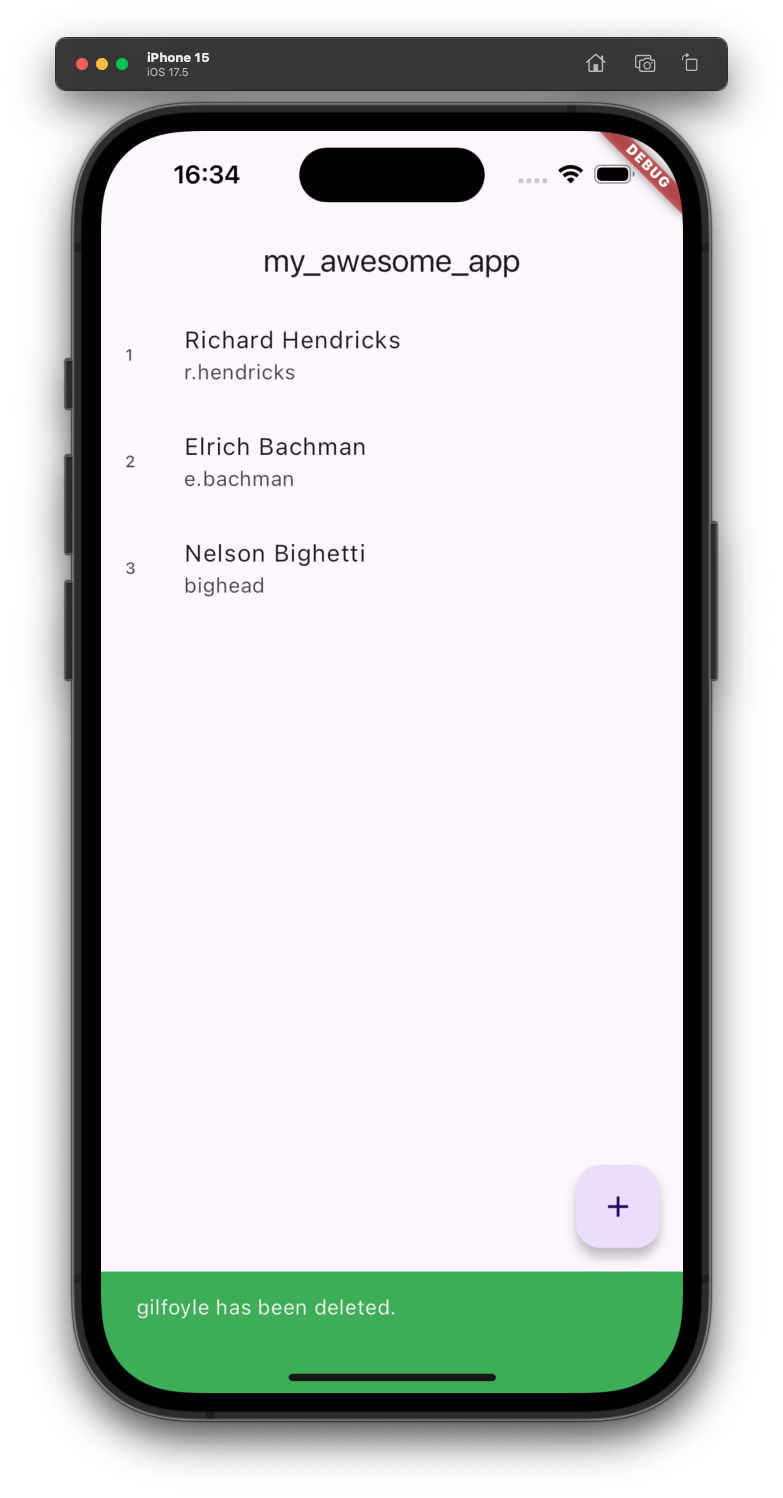 iPhone 15
iOS 17.5
16:34
DEBUG
my_awesome_app
1
Richard Hendricks
r.hendricks
2
Elrich Bachman
e.bachman
3
Nelson Bighetti
bighead
+
gilfoyle has been deleted.